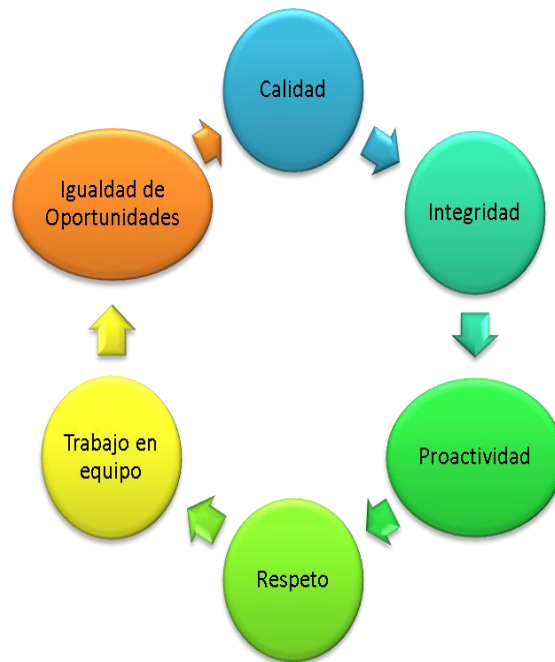 Calidad
Integridad
Proactividad
Respeto
Trabajo en
equipo
Igualdad de
Oportunidades